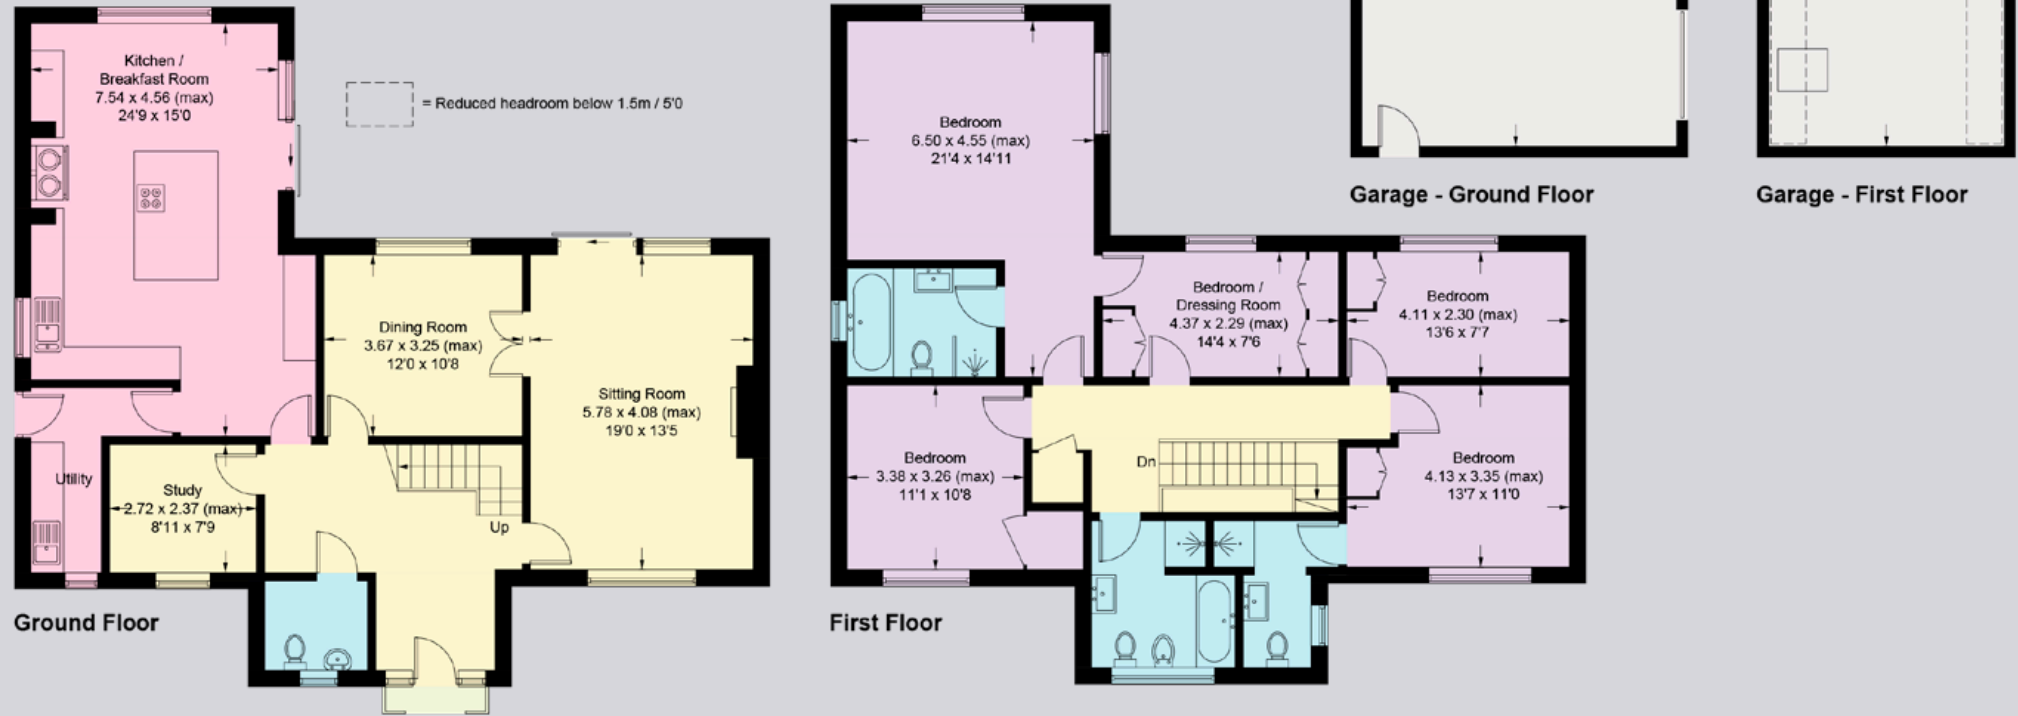 Kitchen /
Breakfast Room
7.54 x 4.56 (max)
24'9 x 15'0
= Reduced headroom below 1.5m / 5'0
Dining Room
3.67 x 3.25 (max)
12'0 x 10'8
Sitting Room
5.78 x 4.08 (max)
19'0 x 13'5
Utility
Study
2.72 x 2.37 (max)
8'11 x 7'9
Up
Ground Floor
Bedroom
6.50 x 4.55 (max)
21'4 x 14'11
Bedroom /
Dressing Room
4.37 x 2.29 (max)
14'4 x 7'6
Bedroom
4.11 x 2.30 (max)
13'6 x 7'7
Bedroom
3.38 x 3.26 (max)
11'1 x 10'8
Dn
Bedroom
4.13 x 3.35 (max)
13'7 x 11'0
First Floor
Garage - Ground Floor
Garage - First Floor